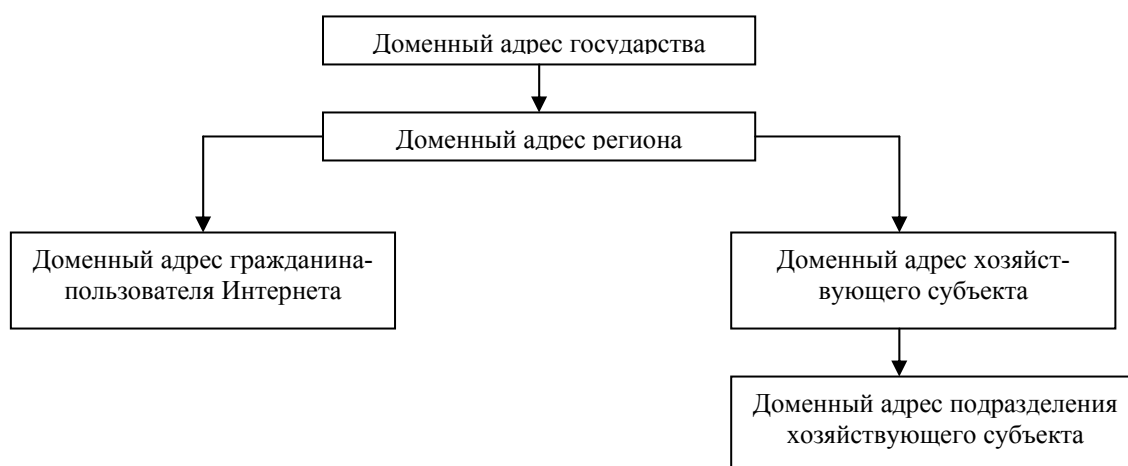 Доменный адрес государства
Доменный адрес региона
Доменный адрес гражданина-
пользователя Интернета
Доменный адрес хозяйст-
вующего субъекта
Доменный адрес подразделения
хозяйствующего субъекта